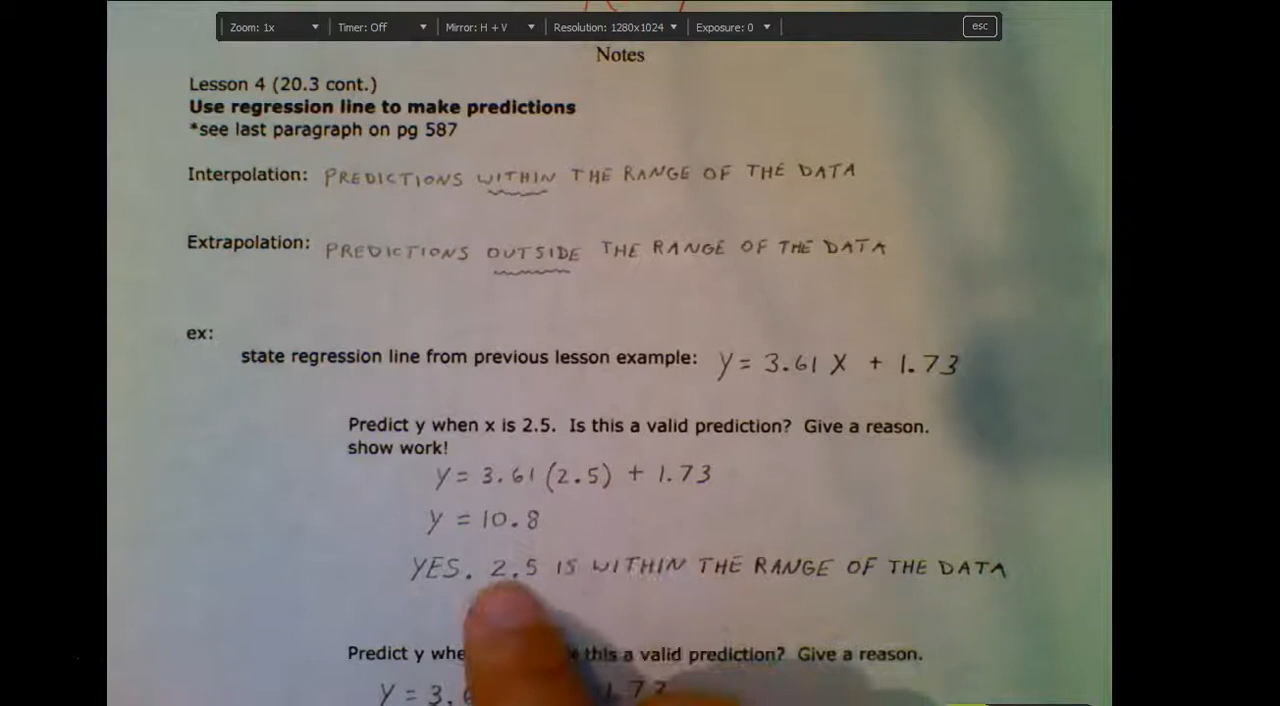 Zoom: 1x Timer: Off Mirror: H + V Resolution: 1280x1024 Exposure: 0 esc
Notes
Lesson 4 (20.3 cont.)
Use regression line to make predictions
*see last paragraph on pg 587
Interpolation: PREDICTIONS WITHIN THE RANGE OF THE DATA
Extrapolation: PREDICTIONS OUTSIDE THE RANGE OF THE DATA
ex:
state regression line from previous lesson example: y = 3.61 X + 1.73
Predict y when x is 2.5. Is this a valid prediction? Give a reason.
show work!
y = 3.61 (2.5) + 1.73
y = 10.8
YES. 2.5 IS WITHIN THE RANGE OF THE DATA
Predict y this a valid prediction? Give a reason.
y = 3. 1.73